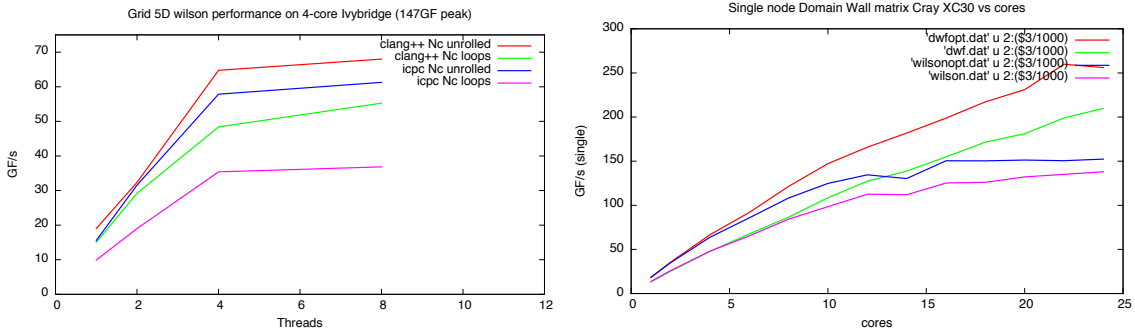 Grid 5D wilson performance on 4-core Ivybridge (147GF peak)
clang++ Nc unrolled
clang++ Nc loops
icpc Nc unrolled
icpc Nc loops
70
60
50
40
30
20
10
0
GF/s
0 2 4 6 8 10 12
Threads
Single node Domain Wall matrix Cray XC30 vs cores
'dwfopt.dat' u 2:($3/1000)
'dwf.dat' u 2:($3/1000)
'wilsonopt.dat' u 2:($3/1000)
'wilson.dat' u 2:($3/1000)
300
250
200
150
100
50
0
GF/s (single)
0 5 10 15 20 25
cores